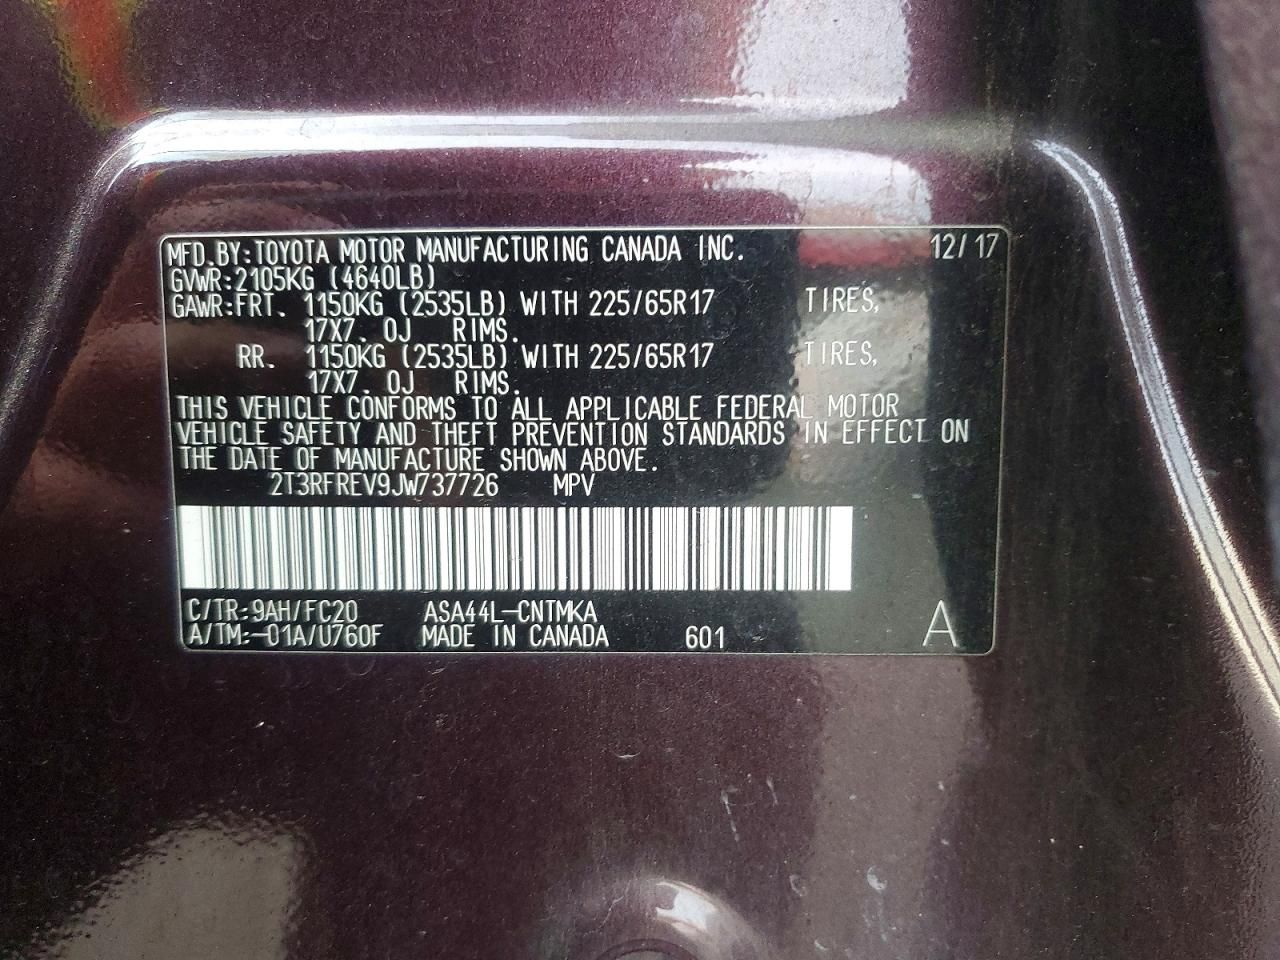 MFD.BY:TOYOTA MOTOR MANUFACTURING CANADA INC. 12/17
GVWR:2105KG (4640LB)
GAWR:FRT. 1150KG (2535LB) WITH 225/65R17 TIRES,
17X7.0J RIMS.
RR. 1150KG (2535LB) WITH 225/65R17 TIRES,
17X7.0J RIMS.
THIS VEHICLE CONFORMS TO ALL APPLICABLE FEDERAL MOTOR
VEHICLE SAFETY AND THEFT PREVENTION STANDARDS IN EFFECT ON
THE DATE OF MANUFACTURE SHOWN ABOVE.
2T3RFREV9JW737726 MPV
C/TR:9AH/FC20 ASA44L-CNTMKA
A/TM:-01A/U760F MADE IN CANADA 601 A